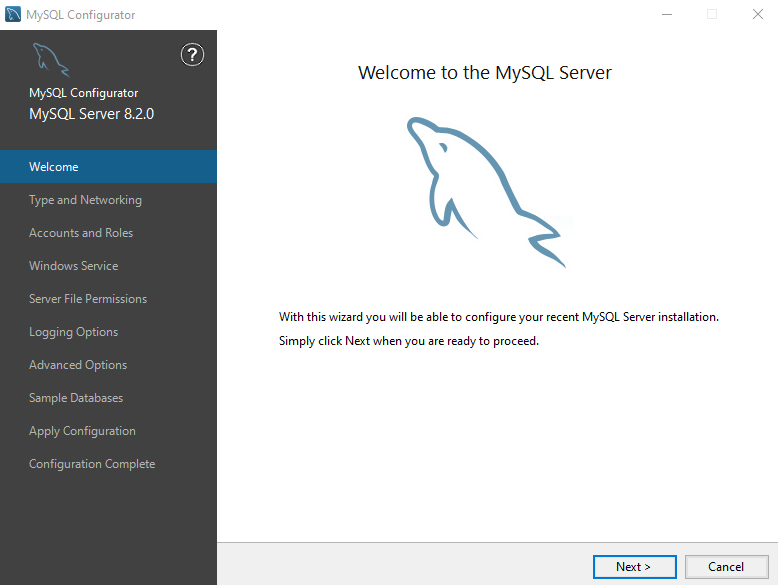 MySQL Configurator
?
MySQL Configurator
MySQL Server 8.2.0
Welcome
Type and Networking
Accounts and Roles
Windows Service
Server File Permissions
Logging Options
Advanced Options
Sample Databases
Apply Configuration
Configuration Complete
Welcome to the MySQL Server
With this wizard you will be able to configure your recent MySQL Server installation.
Simply click Next when you are ready to proceed.
Next >
Cancel